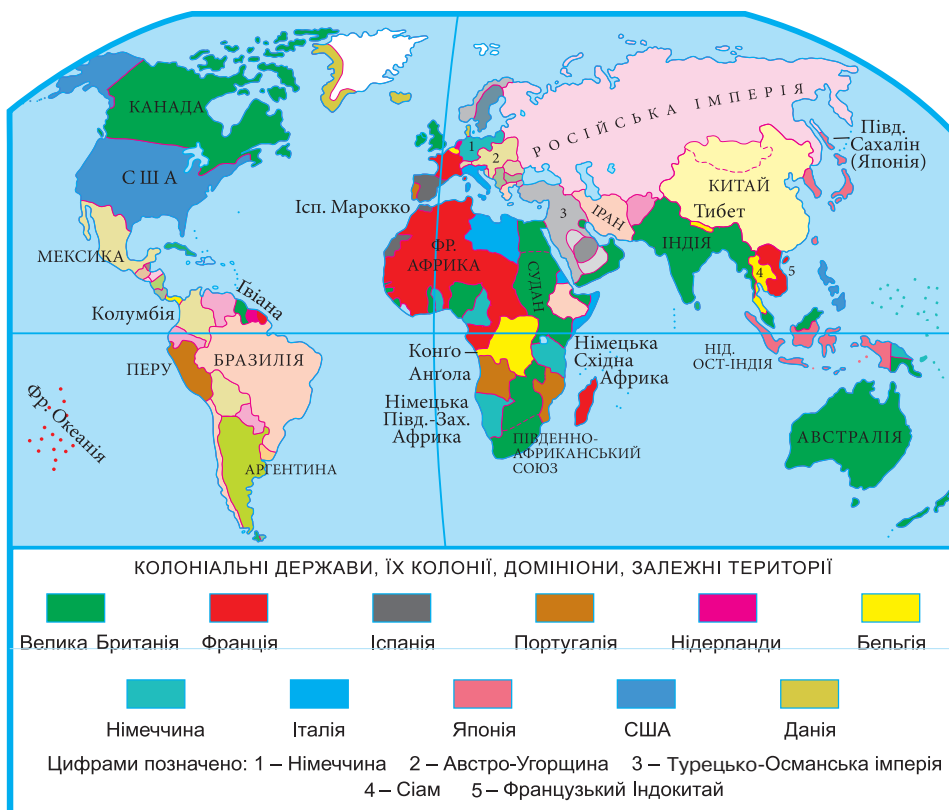 КАНАДА
США
МЕКСИКА
Колумбія
Ґвіана
ПЕРУ
БРАЗИЛІЯ
АРГЕНТИНА
Фр. Океанія
Ісп. Марокко
ФР.
АФРИКА
СУДАН
Конґо
Анґола
Німецька
Півд.-Зах.
Африка
Німецька
Східна
Африка
ПІВДЕННО-
АФРИКАНСЬКИЙ
СОЮЗ
1
2
3
РОСІЙСЬКА ІМПЕРІЯ
ІРАН
КИТАЙ
Тибет
ІНДІЯ
4
5
Півд.
Сахалін
(Японія)
НІД.
ОСТ-ІНДІЯ
АВСТРАЛІЯ
КОЛОНІАЛЬНІ ДЕРЖАВИ, ЇХ КОЛОНІЇ, ДОМІНІОНИ, ЗАЛЕЖНІ ТЕРИТОРІЇ
Велика Британія Франція Іспанія Португалія Нідерланди Бельгія
Німеччина Італія Японія США Данія
Цифрами позначено: 1 – Німеччина 2 – Австро-Угорщина 3 – Турецько-Османська імперія
4 – Сіам 5 – Французький Індокитай